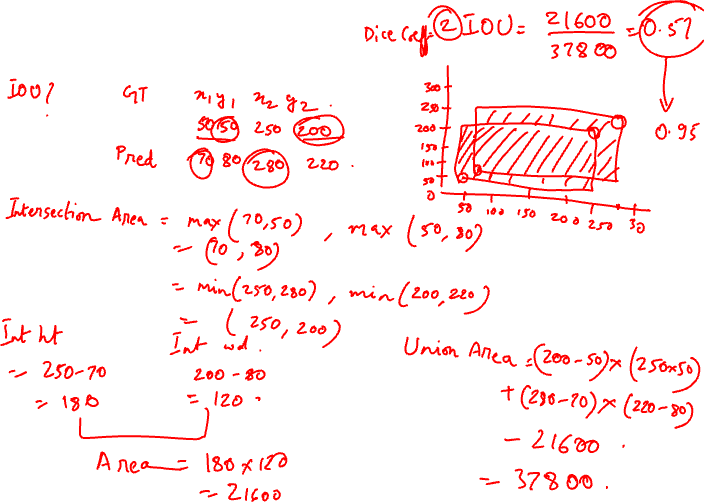 Dice Coeff. ② IOU = 21600 / 37800 = 0.57
0.95
IOU?
GT x1 y1 x2 y2
50 150 250 200
Pred 70 80 280 220 .
300
250
200
150
100
50
0
50 100 150 200 250 30
Intersection Area = max (70,50) , max (50,80)
= (70, 80)
= min(250,280) , min(200,220)
= (250, 200)
Int ht
= 250-70
= 180
Int wd.
200-80
= 120 .
Area = 180 x 120
= 21600
Union Area = (200-50) x (250x50)
+ (280-70) x (220-80)
- 21600 .
= 37800 .